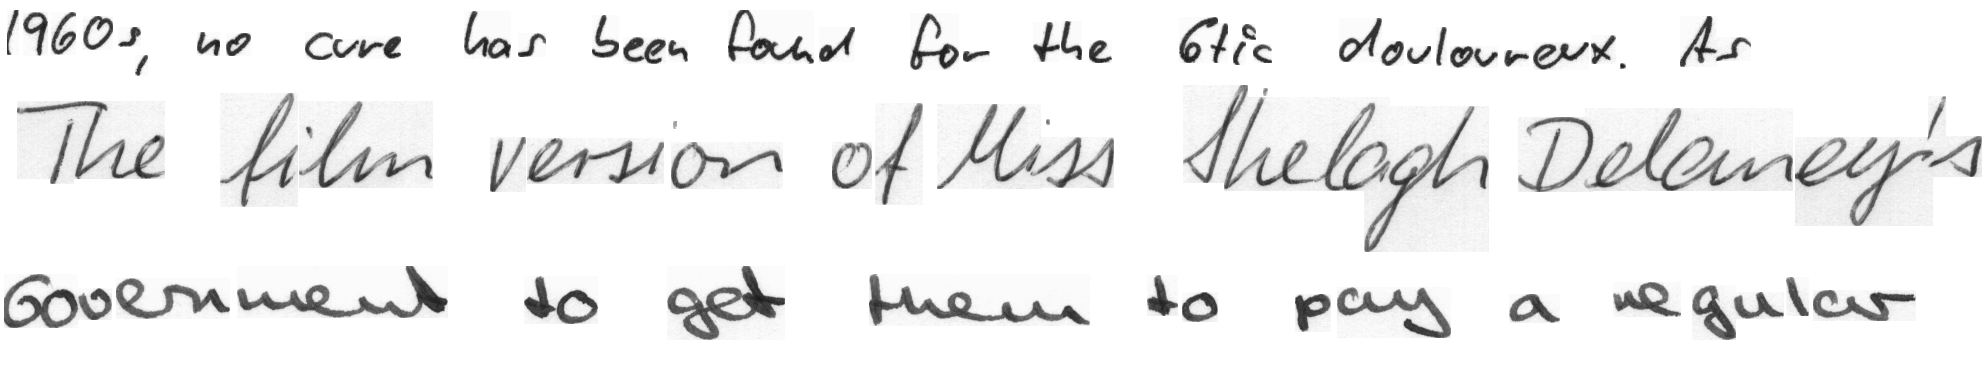 1960s, no cure has been found for the 6tic douloureux. As
The film version of Miss Shelagh Delaney's
Government to get them to pay a regular